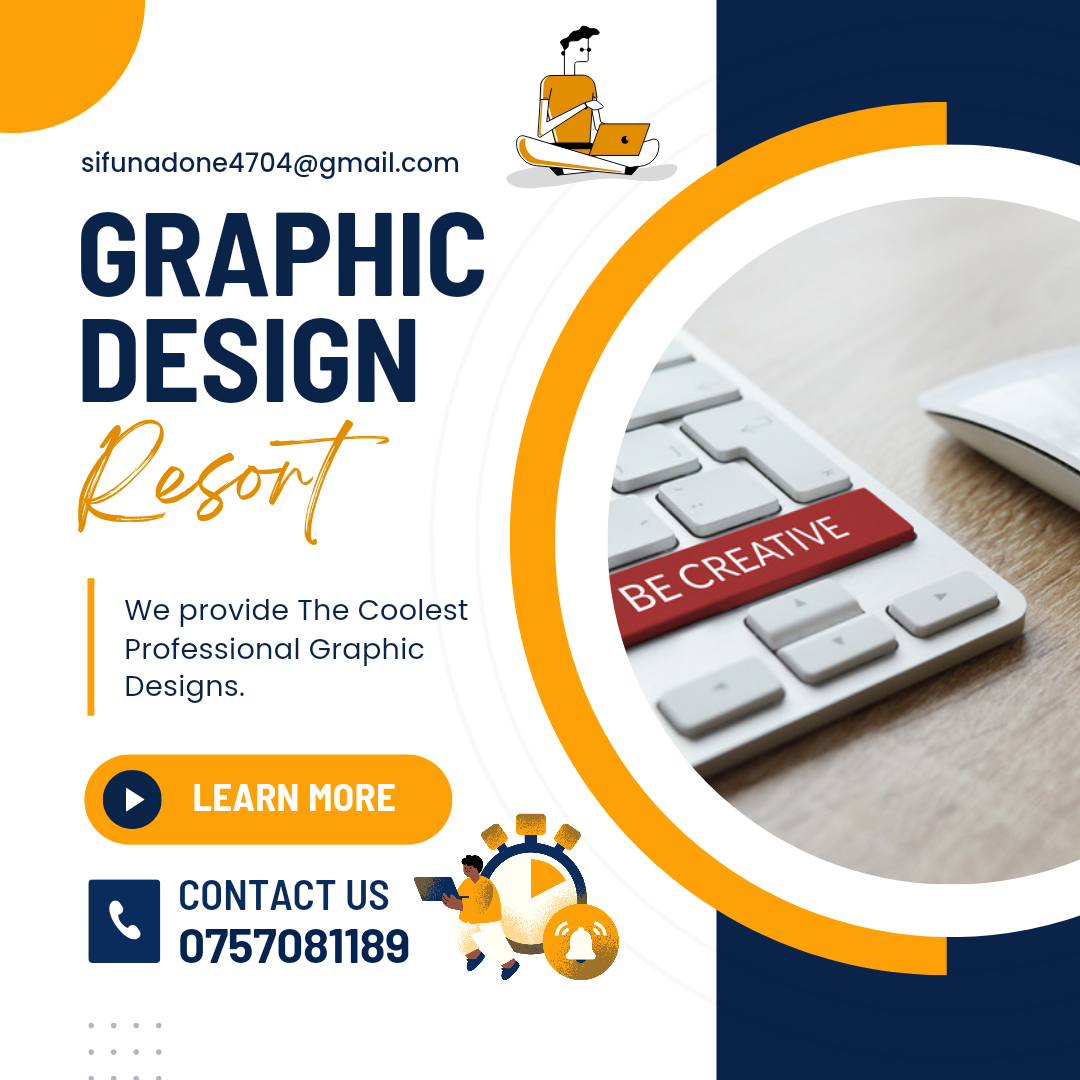 sifunadone4704@gmail.com
GRAPHIC
DESIGN
Resort
We provide The Coolest
Professional Graphic
Designs.
LEARN MORE
CONTACT US
0757081189
BE CREATIVE